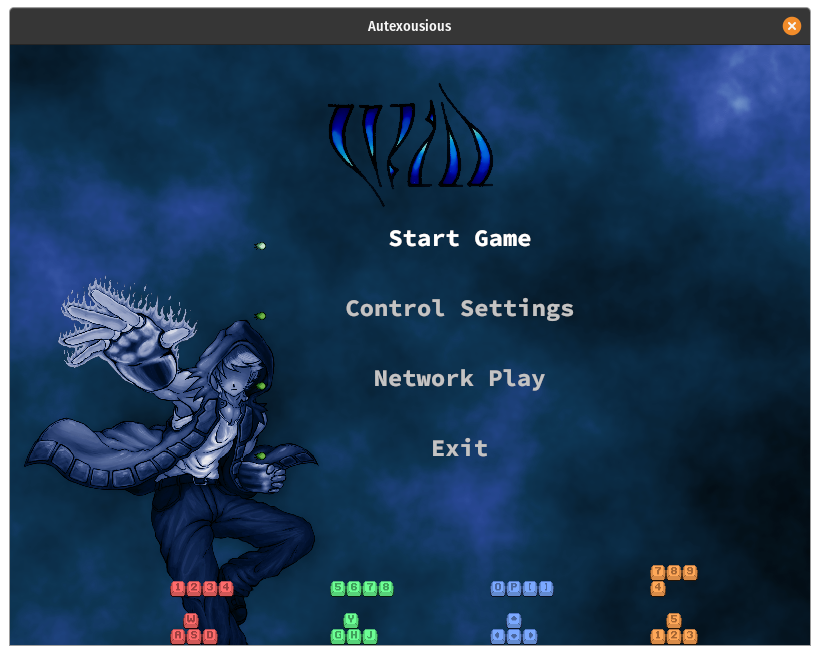 Autexousious
Will
Start Game
Control Settings
Network Play
Exit
7 8 9
1 2 3 4 5 6 7 8 O P [ ] 4
W Y 5
A S D G H J 1 2 3